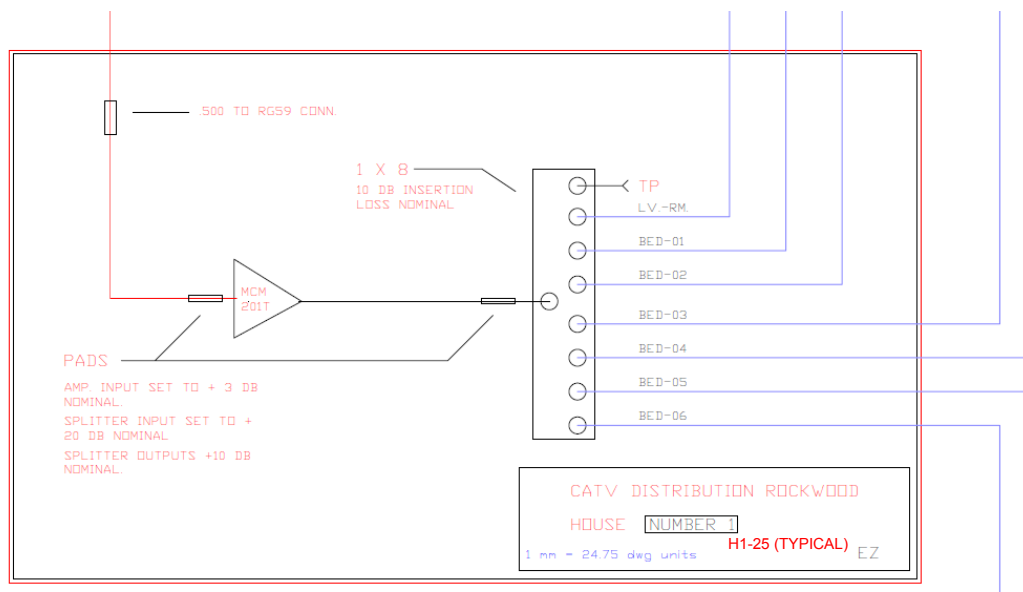 .500 TO RG59 CONN.
1 X 8
10 DB INSERTION
LOSS NOMINAL
TP
LV.-RM.
BED-01
BED-02
MCM
201T
BED-03
BED-04
BED-05
BED-06
PADS
AMP. INPUT SET TO + 3 DB
NOMINAL.
SPLITTER INPUT SET TO +
20 DB NOMINAL
SPLITTER OUTPUTS +10 DB
NOMINAL.
CATV DISTRIBUTION ROCKWOOD
HOUSE NUMBER 1
H1-25 (TYPICAL)
1 mm - 24.75 dwg units
EZ